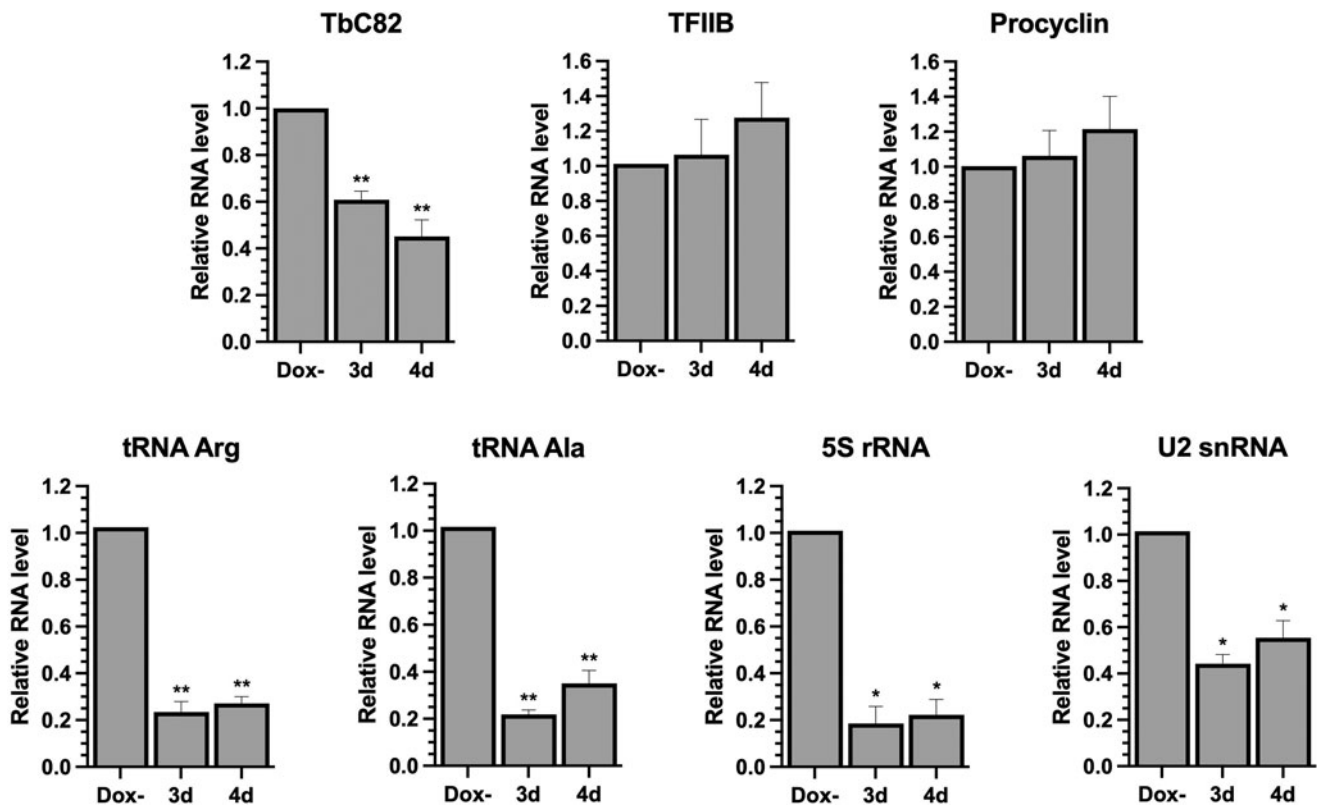 TbC82
Relative RNA level
1.2
1.0
0.8
0.6
0.4
0.2
0.0
**
**
Dox- 3d 4d
TFIIB
Relative RNA level
1.6
1.4
1.2
1.0
0.8
0.6
0.4
0.2
0.0
Dox- 3d 4d
Procyclin
Relative RNA level
1.6
1.4
1.2
1.0
0.8
0.6
0.4
0.2
0.0
Dox- 3d 4d
tRNA Arg
Relative RNA level
1.2
1.0
0.8
0.6
0.4
0.2
0.0
** **
Dox- 3d 4d
tRNA Ala
Relative RNA level
1.2
1.0
0.8
0.6
0.4
0.2
0.0
**
**
Dox- 3d 4d
5S rRNA
Relative RNA level
1.2
1.0
0.8
0.6
0.4
0.2
0.0
* *
Dox- 3d 4d
U2 snRNA
Relative RNA level
1.2
1.0
0.8
0.6
0.4
0.2
0.0
*
*
Dox- 3d 4d